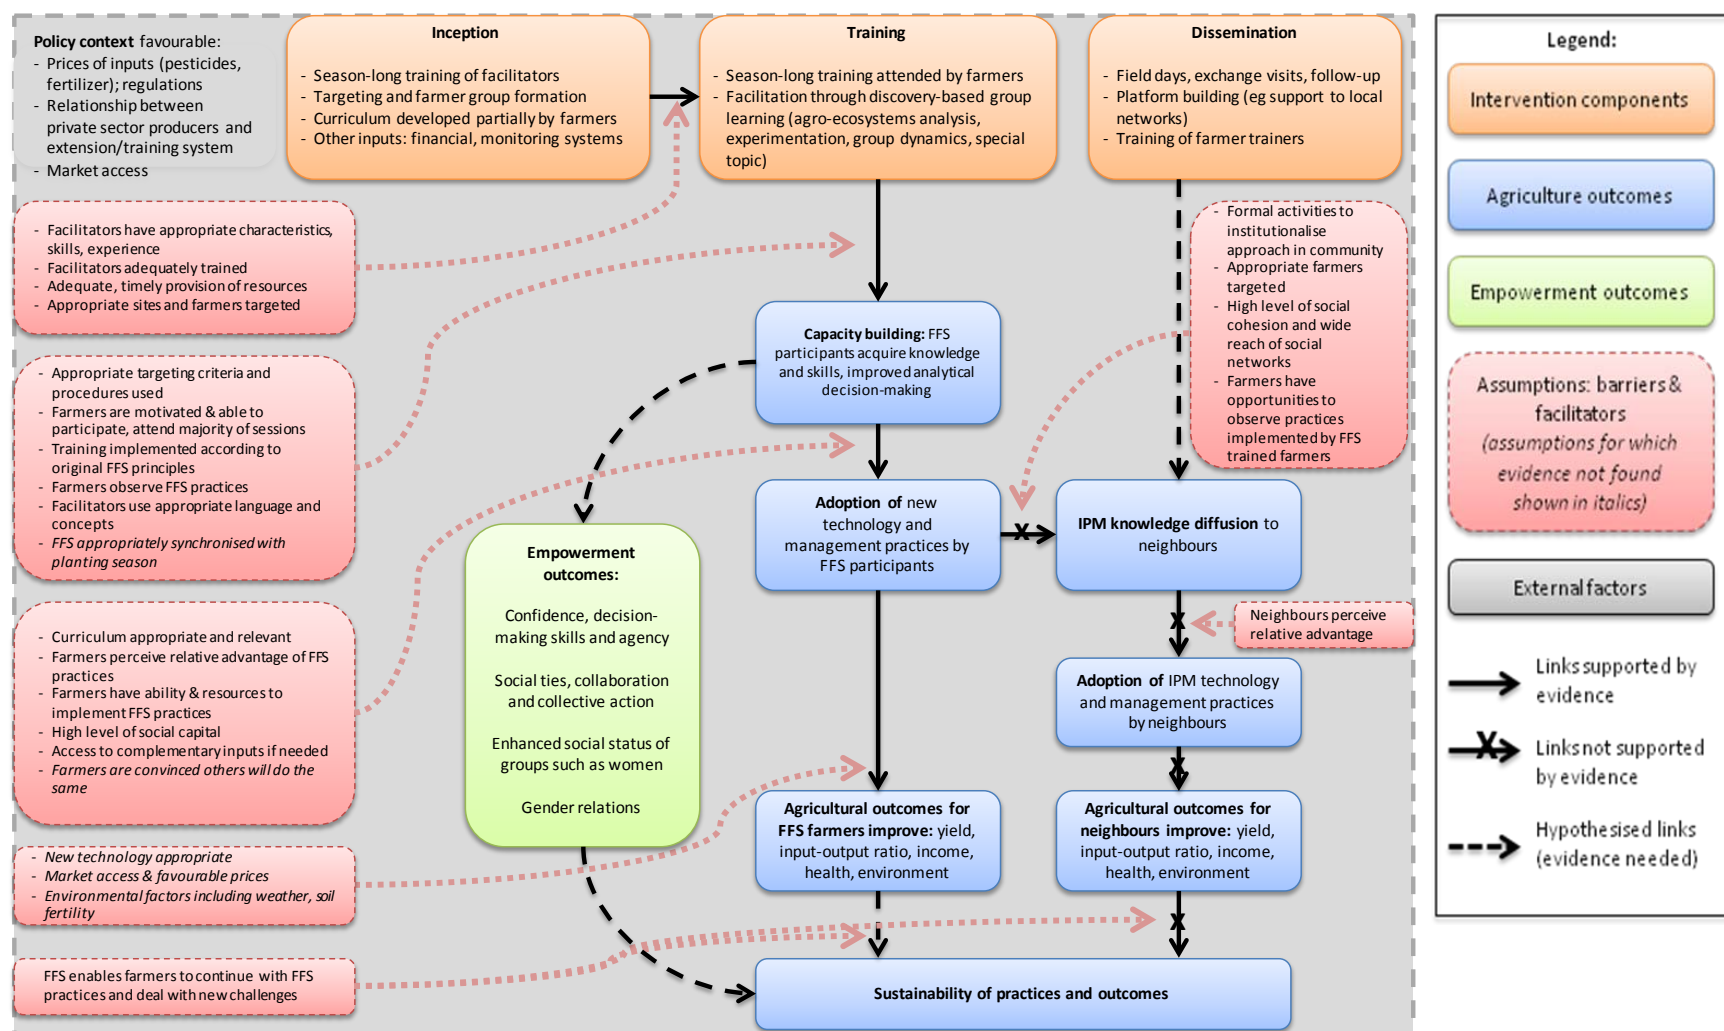 Policy context favourable:
- Prices of inputs (pesticides,
fertilizer); regulations
- Relationship between
private sector producers and
extension/training system
- Market access
Inception
- Season-long training of facilitators
- Targeting and farmer group formation
- Curriculum developed partially by farmers
- Other inputs: financial, monitoring systems
Training
- Season-long training attended by farmers
- Facilitation through discovery-based group
learning (agro-ecosystems analysis,
experimentation, group dynamics, special
topic)
Dissemination
- Field days, exchange visits, follow-up
- Platform building (eg support to local
networks)
- Training of farmer trainers
- Facilitators have appropriate characteristics,
skills, experience
- Facilitators adequately trained
- Adequate, timely provision of resources
- Appropriate sites and farmers targeted
- Formal activities to
institutionalise
approach in community
- Appropriate farmers
targeted
- High level of social
cohesion and wide
reach of social
networks
- Farmers have
opportunities to
observe practices
implemented by FFS
trained farmers
Capacity building: FFS
participants acquire knowledge
and skills, improved analytical
decision-making
- Appropriate targeting criteria and
procedures used
- Farmers are motivated & able to
participate, attend majority of sessions
- Training implemented according to
original FFS principles
- Farmers observe FFS practices
- Facilitators use appropriate language and
concepts
- FFS appropriately synchronised with
planting season
Adoption of new
technology and
management practices by
FFS participants
X
IPM knowledge diffusion to
neighbours
Empowerment
outcomes:
Confidence, decision-
making skills and agency
Social ties, collaboration
and collective action
Enhanced social status of
groups such as women
Gender relations
X
Neighbours perceive
relative advantage
- Curriculum appropriate and relevant
- Farmers perceive relative advantage of FFS
practices
- Farmers have ability & resources to
implement FFS practices
- High level of social capital
- Access to complementary inputs if needed
- Farmers are convinced others will do the
same
Adoption of IPM technology
and management practices
by neighbours
X
Agricultural outcomes for
FFS farmers improve: yield,
input-output ratio, income,
health, environment
Agricultural outcomes for
neighbours improve: yield,
input-output ratio, income,
health, environment
- New technology appropriate
- Market access & favourable prices
- Environmental factors including weather, soil
fertility
X
FFS enables farmers to continue with FFS
practices and deal with new challenges
Sustainability of practices and outcomes
Legend:
Intervention components
Agriculture outcomes
Empowerment outcomes
Assumptions: barriers &
facilitators
(assumptions for which
evidence not found
shown in italics)
External factors
Links supported by
evidence
X
Links not supported
by evidence
Hypothesised links
(evidence needed)